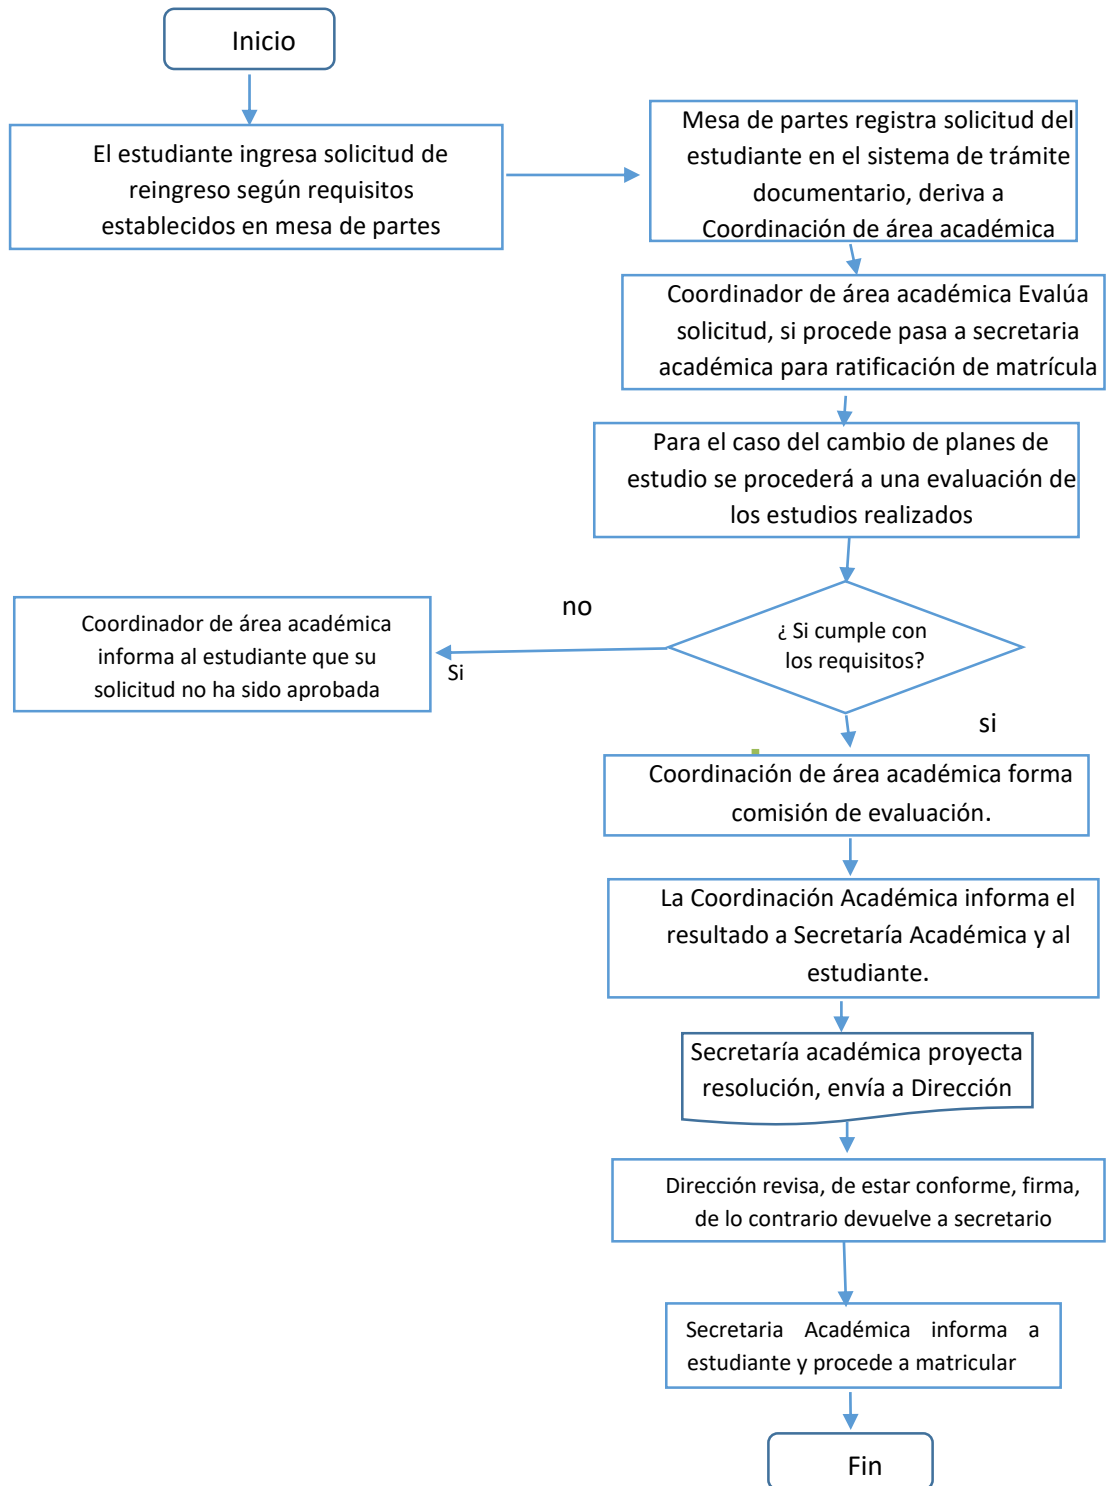 Inicio
El estudiante ingresa solicitud de
reingreso según requisitos
establecidos en mesa de partes
Mesa de partes registra solicitud del
estudiante en el sistema de trámite
documentario, deriva a
Coordinación de área académica
Coordinador de área académica Evalúa
solicitud, si procede pasa a secretaria
académica para ratificación de matrícula
Para el caso del cambio de planes de
estudio se procederá a una evaluación de
los estudios realizados
¿ Si cumple con
los requisitos?
no
Si
Coordinador de área académica
informa al estudiante que su
solicitud no ha sido aprobada
si
Coordinación de área académica forma
comisión de evaluación.
La Coordinación Académica informa el
resultado a Secretaría Académica y al
estudiante.
Secretaría académica proyecta
resolución, envía a Dirección
Dirección revisa, de estar conforme, firma,
de lo contrario devuelve a secretario
Secretaria Académica informa a
estudiante y procede a matricular
Fin